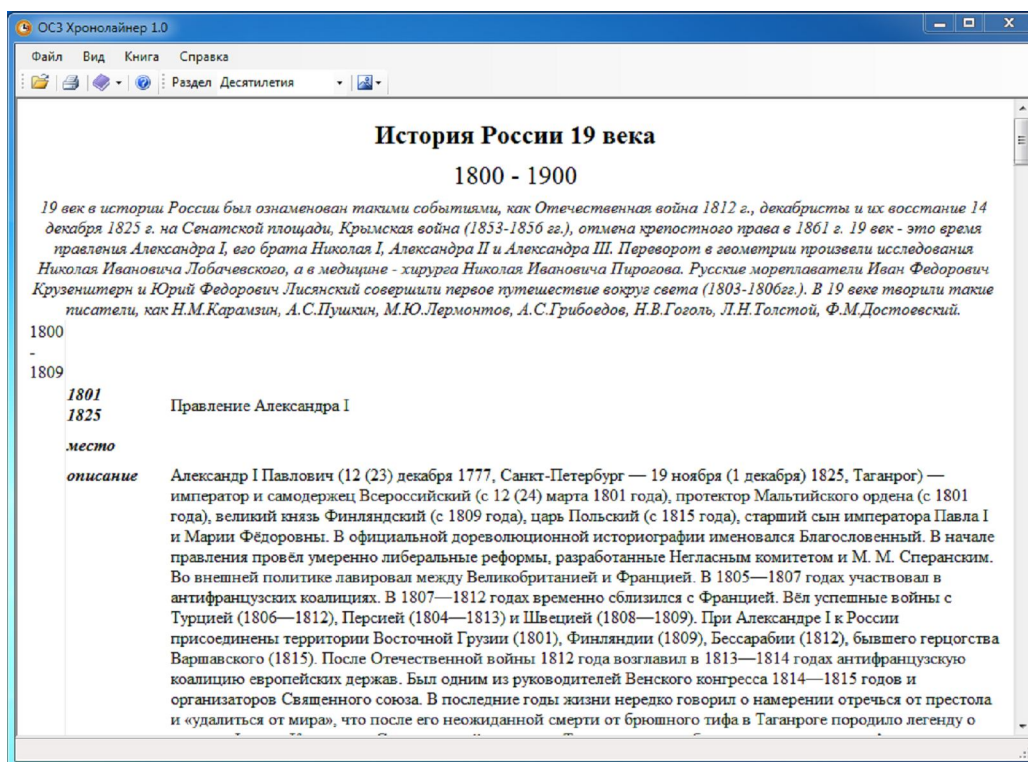 ОС3 Хронолайнер 1.0
Файл Вид Книга Справка
Раздел Десятилетия
История России 19 века
1800 - 1900
19 век в истории России был ознаменован такими событиями, как Отечественная война 1812 г., декабристы и их восстание 14
декабря 1825 г. на Сенатской площади, Крымская война (1853-1856 гг.), отмена крепостного права в 1861 г. 19 век - это время
правления Александра I, его брата Николая I, Александра II и Александра III. Переворот в геометрии произвели исследования
Николая Ивановича Лобачевского, а в медицине - хирурга Николая Ивановича Пирогова. Русские мореплаватели Иван Федорович
Крузенштерн и Юрий Федорович Лисянский совершили первое путешествие вокруг света (1803-1806гг.). В 19 веке творили такие
писатели, как Н.М.Карамзин, А.С.Пушкин, М.Ю.Лермонтов, А.С.Грибоедов, Н.В.Гоголь, Л.Н.Толстой, Ф.М.Достоевский.
1800
-
1809
1801
1825
Правление Александра I
место
описание Александр I Павлович (12 (23) декабря 1777, Санкт-Петербург — 19 ноября (1 декабря) 1825, Таганрог) —
император и самодержец Всероссийский (с 12 (24) марта 1801 года), протектор Мальтийского ордена (с 1801
года), великий князь Финляндский (с 1809 года), царь Польский (с 1815 года), старший сын императора Павла I
и Марии Фёдоровны. В официальной дореволюционной историографии именовался Благословенный. В начале
правления провёл умеренно либеральные реформы, разработанные Негласным комитетом и М. М. Сперанским.
Во внешней политике лавировал между Великобританией и Францией. В 1805—1807 годах участвовал в
антифранцузских коалициях. В 1807—1812 годах временно сблизился с Францией. Вёл успешные войны с
Турцией (1806—1812), Персией (1804—1813) и Швецией (1808—1809). При Александре I к России
присоединены территории Восточной Грузии (1801), Финляндии (1809), Бессарабии (1812), бывшего герцогства
Варшавского (1815). После Отечественной войны 1812 года возглавил в 1813—1814 годах антифранцузскую
коалицию европейских держав. Был одним из руководителей Венского конгресса 1814—1815 годов и
организаторов Священного союза. В последние годы жизни нередко говорил о намерении отречься от престола
и «удалиться от мира», что после его неожиданной смерти от брюшного тифа в Таганроге породило легенду о